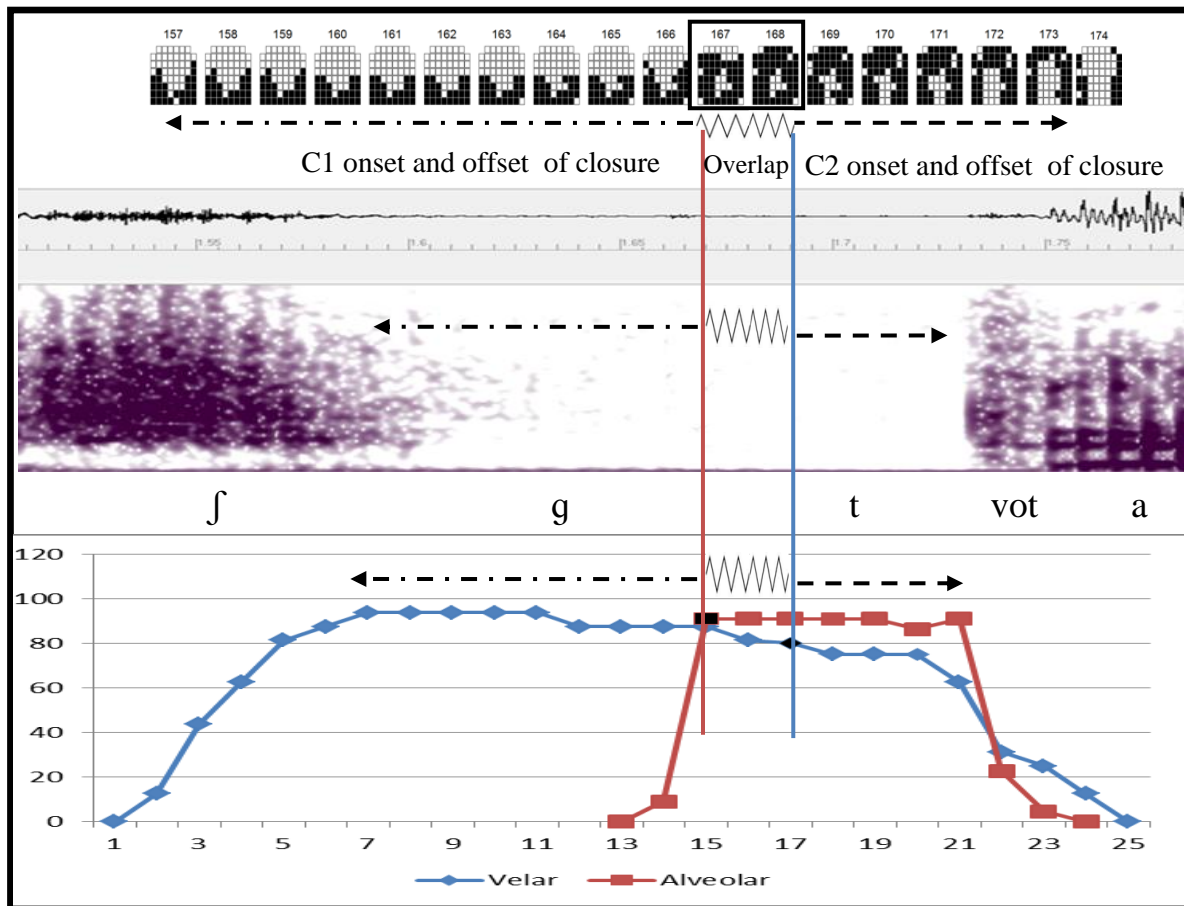 157 158 159 160 161 162 163 164 165 166 167 168 169 170 171 172 173 174
C1 onset and offset of closure Overlap C2 onset and offset of closure
1.55 1.6 1.65 1.7 1.75
ʃ g t vot a
120
100
80
60
40
20
0
1 3 5 7 9 11 13 15 17 19 21 23 25
Velar Alveolar